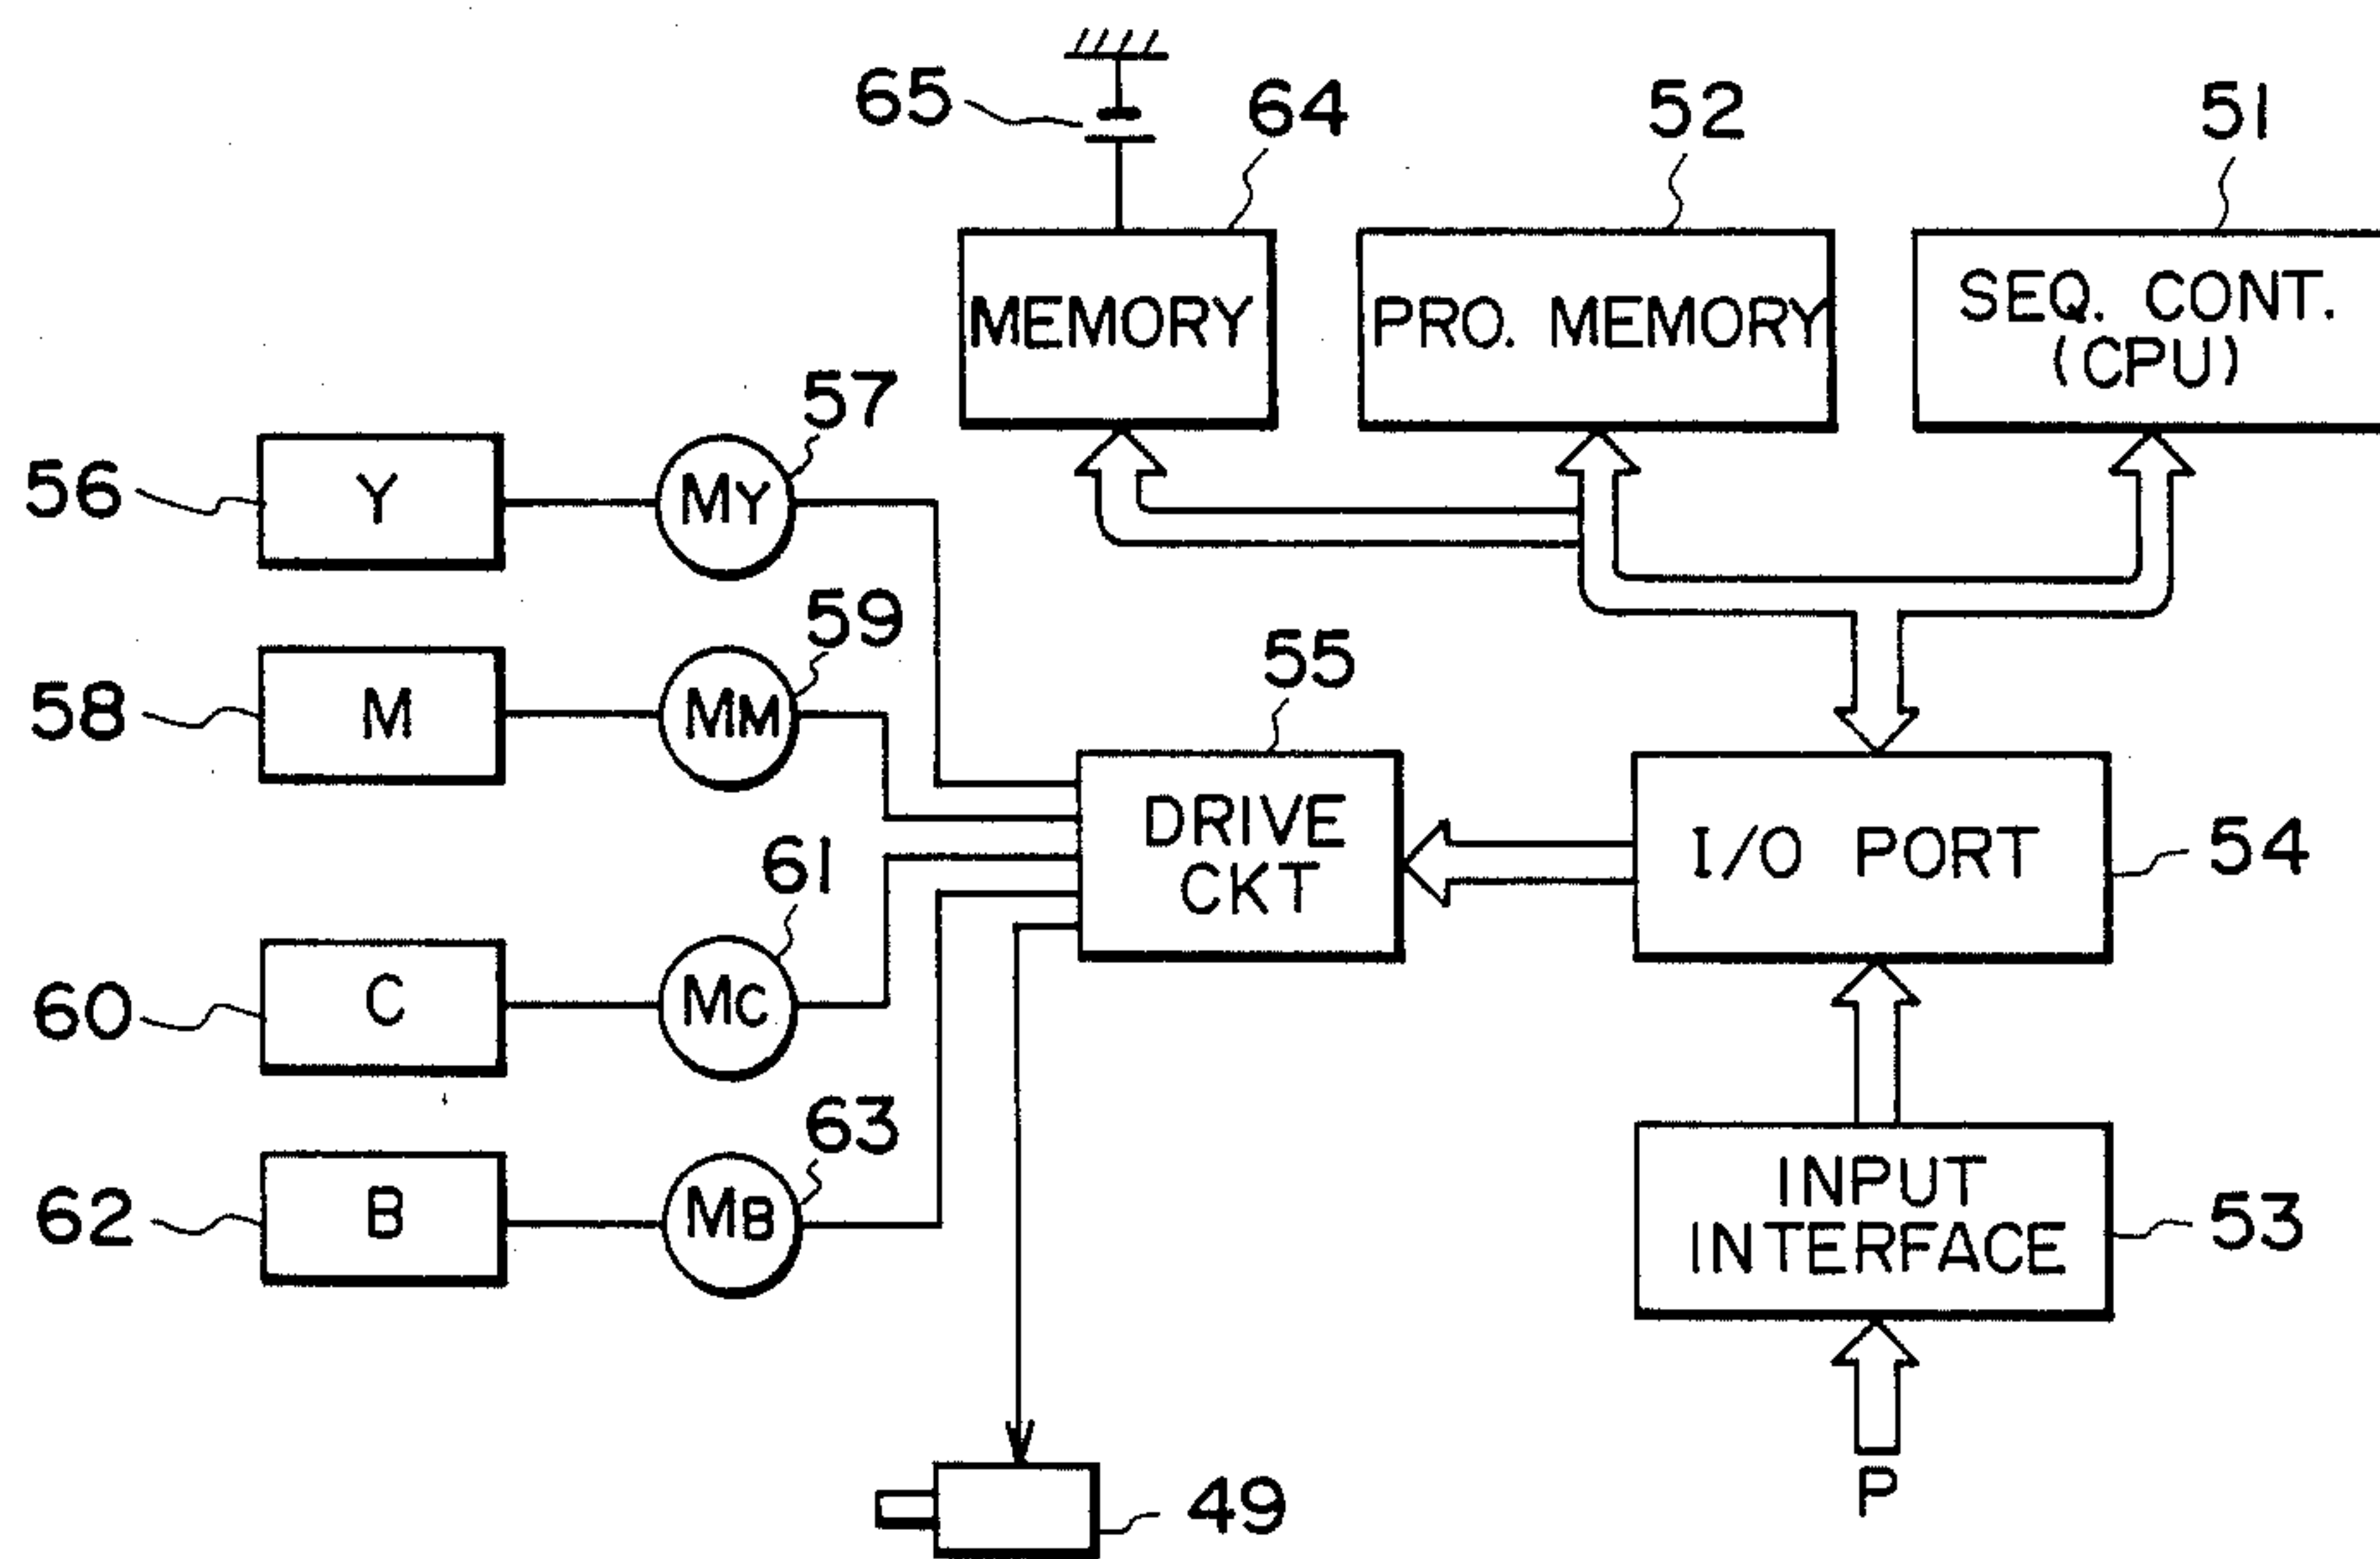 65
64
52
51
MEMORY
PRO. MEMORY
SEQ. CONT.
(CPU)
57
56
Y
MY
59
58
M
MM
55
DRIVE
CKT
I/O PORT
54
61
60
C
MC
63
62
B
MB
INPUT
INTERFACE
53
P
49